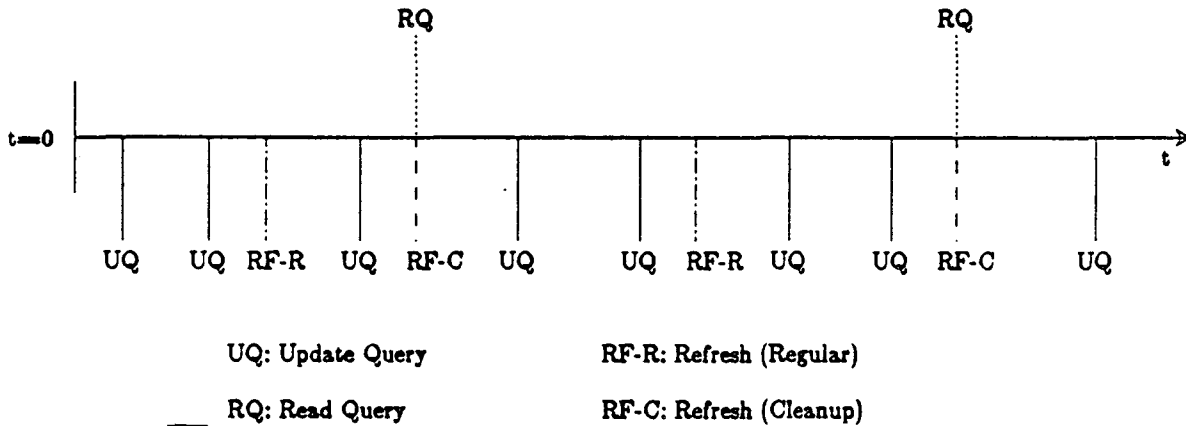 RQ RQ
t=0 t
UQ UQ RF-R UQ RF-C UQ UQ RF-R UQ UQ RF-C UQ
UQ: Update Query RF-R: Refresh (Regular)
RQ: Read Query RF-C: Refresh (Cleanup)